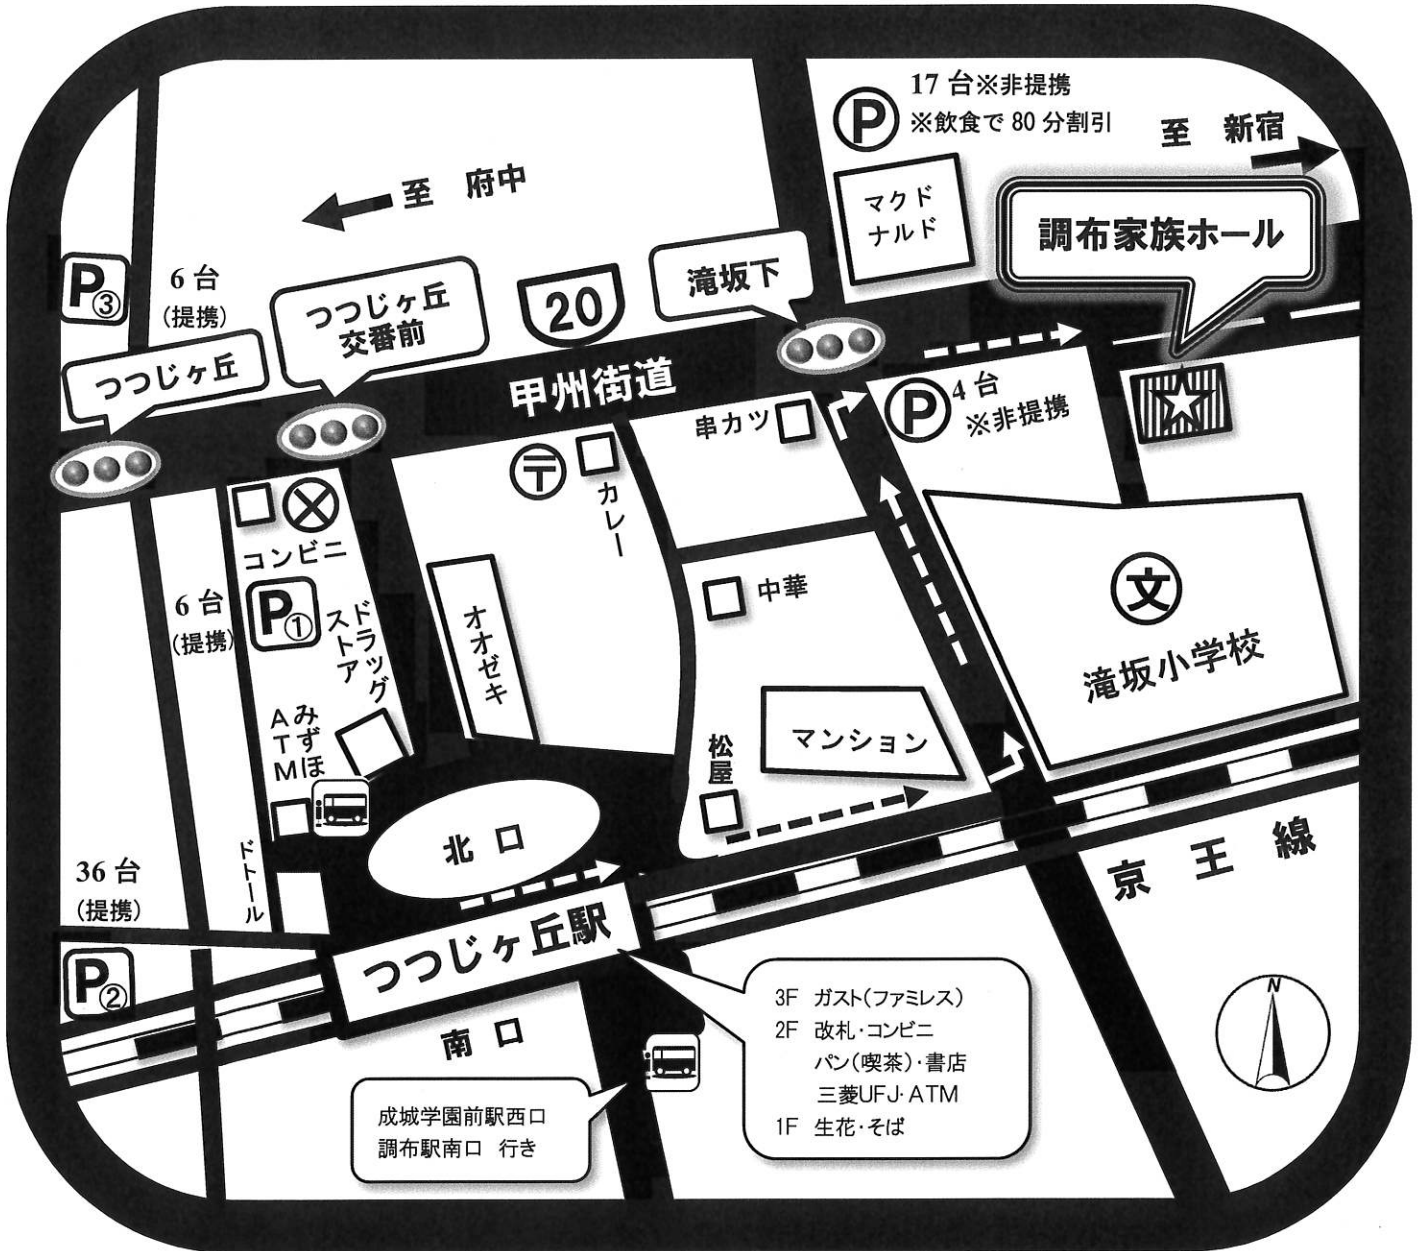 17 台※非提携
※飲食で 80 分割引
P
至 新宿
至 府中
マクド
ナルド
調布家族ホール
P③
6 台
(提携)
つつじヶ丘
交番前
20
滝坂下
つつじヶ丘
甲州街道
串カツ
P
4 台
※非提携
〒
カレー
コンビニ
6 台
(提携)
P①
ドラッグ
ストア
オオゼキ
中華
文
滝坂小学校
みずほ
ATM
松屋
マンション
北 口
ドトール
36 台
(提携)
P②
つつじヶ丘駅
京 王 線
南 口
3F ガスト(ファミレス)
2F 改札・コンビニ
パン(喫茶)・書店
三菱UFJ・ATM
1F 生花・そば
N
成城学園前駅西口
調布駅南口 行き